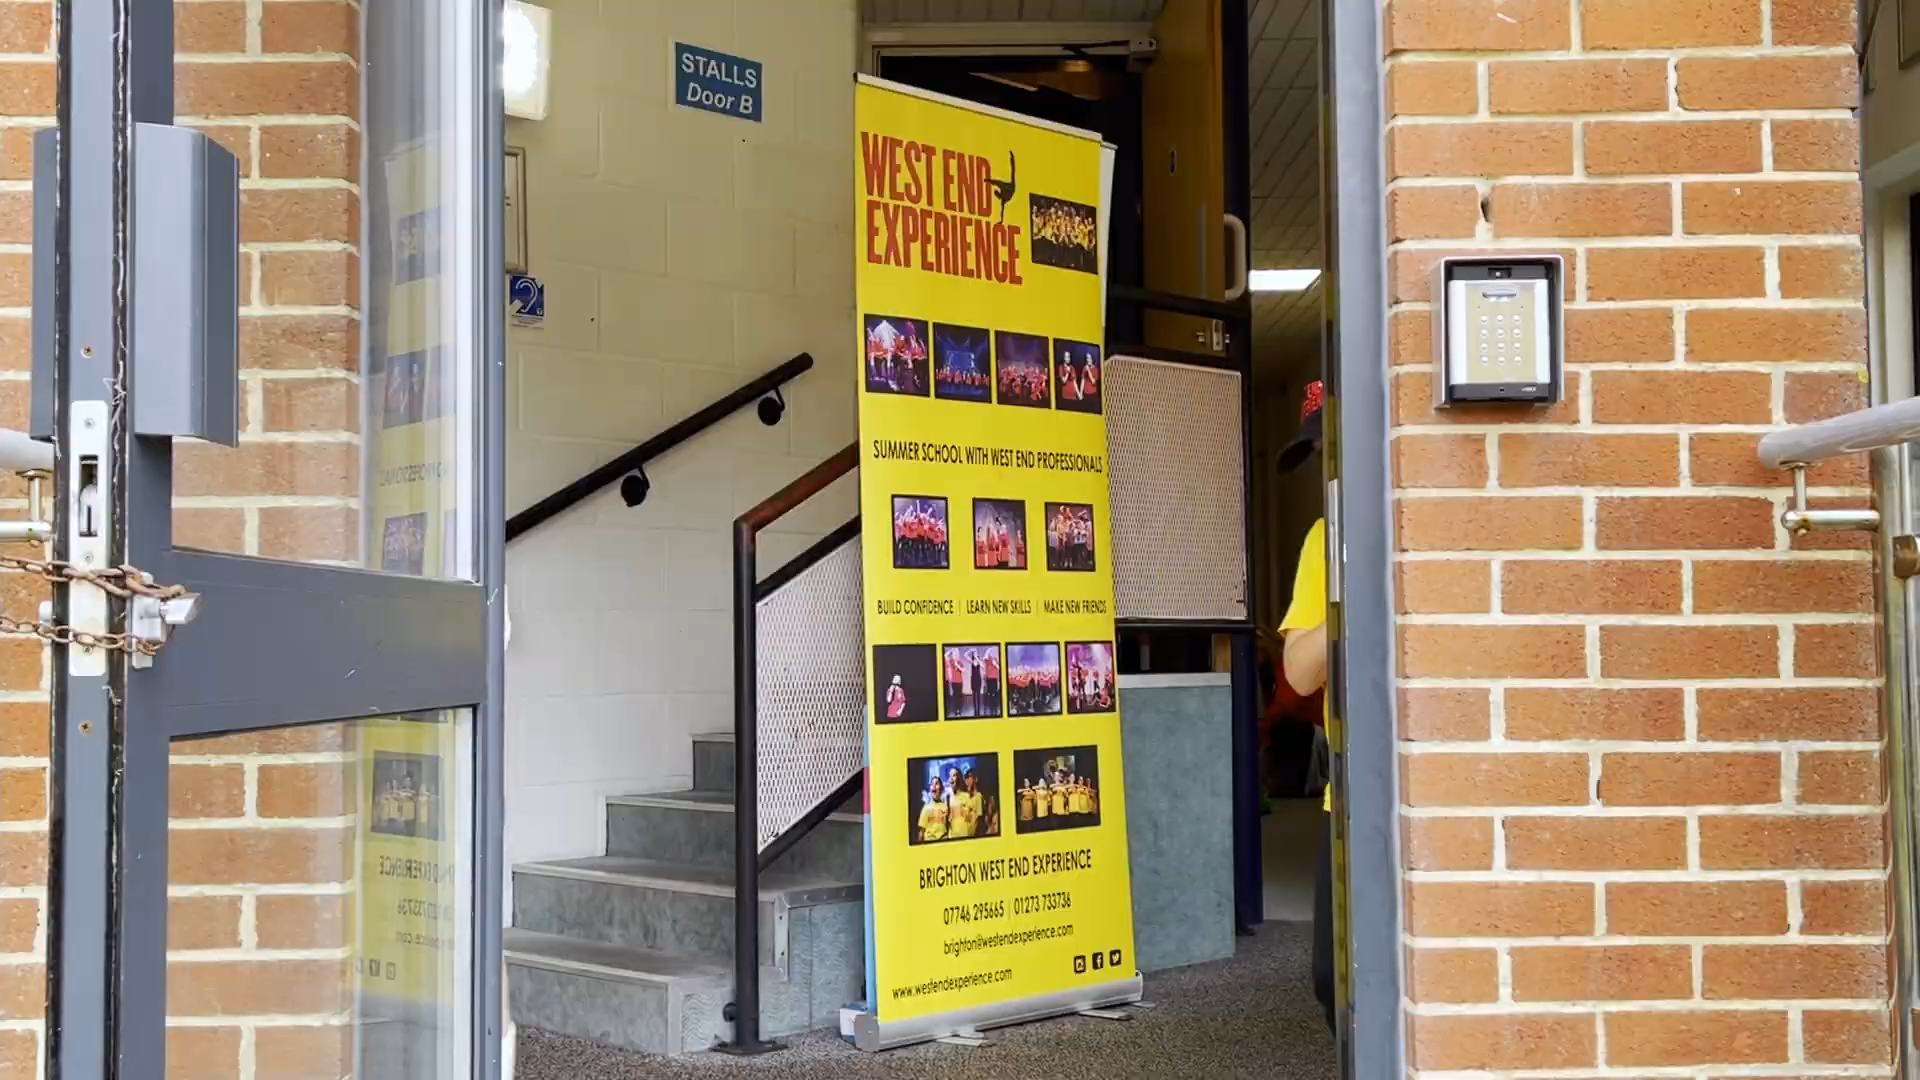 STALLS
Door B
WEST END
EXPERIENCE
SUMMER SCHOOL WITH WEST END PROFESSIONALS
BUILD CONFIDENCE | LEARN NEW SKILLS | MAKE NEW FRIENDS
BRIGHTON WEST END EXPERIENCE
07746 295665 | 01273 733736
brighton@westendexperience.com
www.westendexperience.com